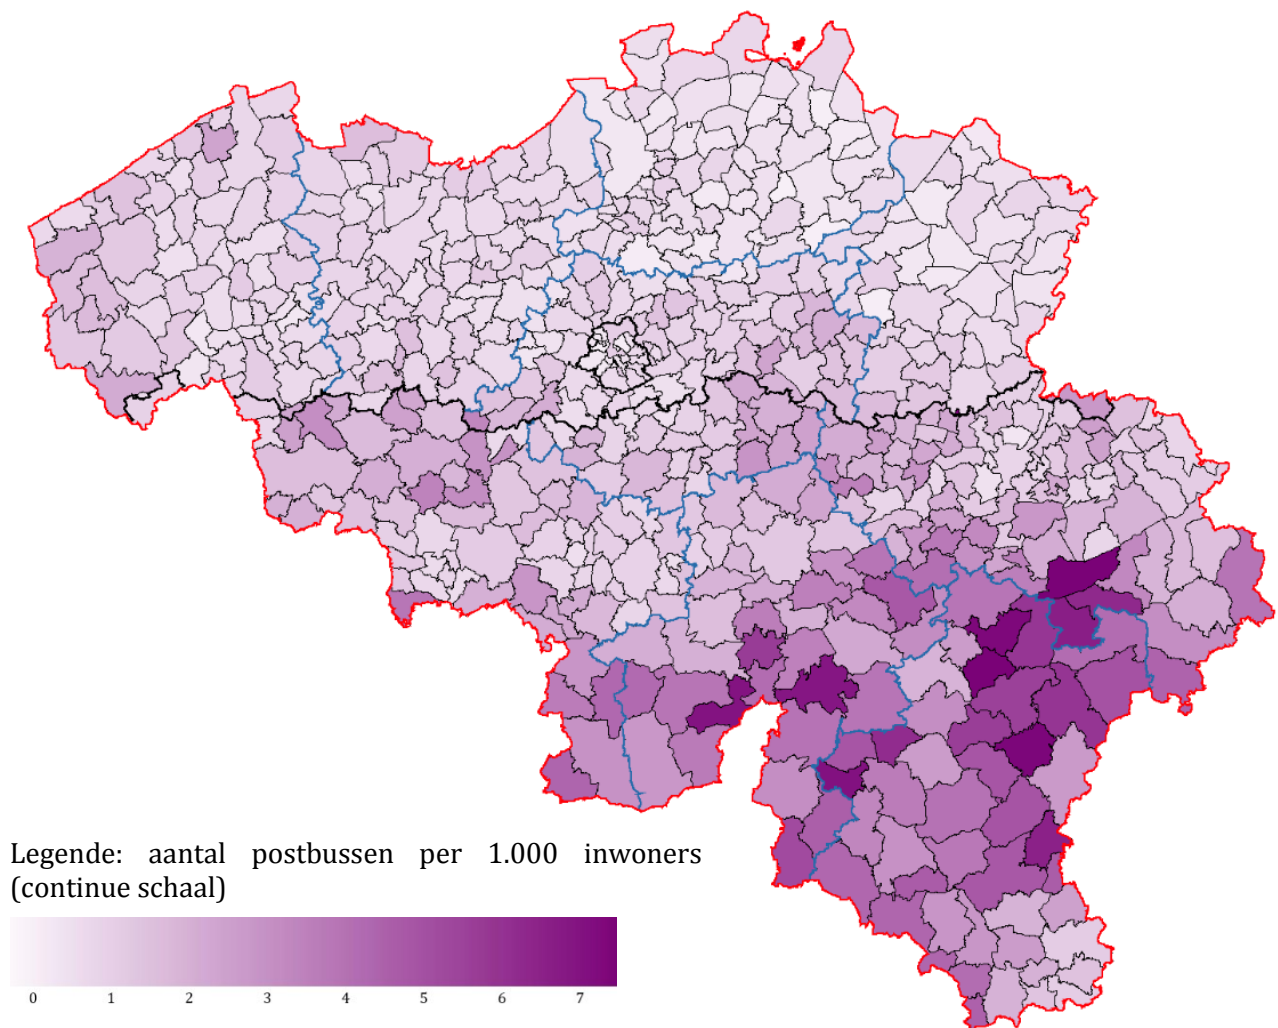 Legende: aantal postbussen per 1.000 inwoners
(continue schaal)
0 1 2 3 4 5 6 7